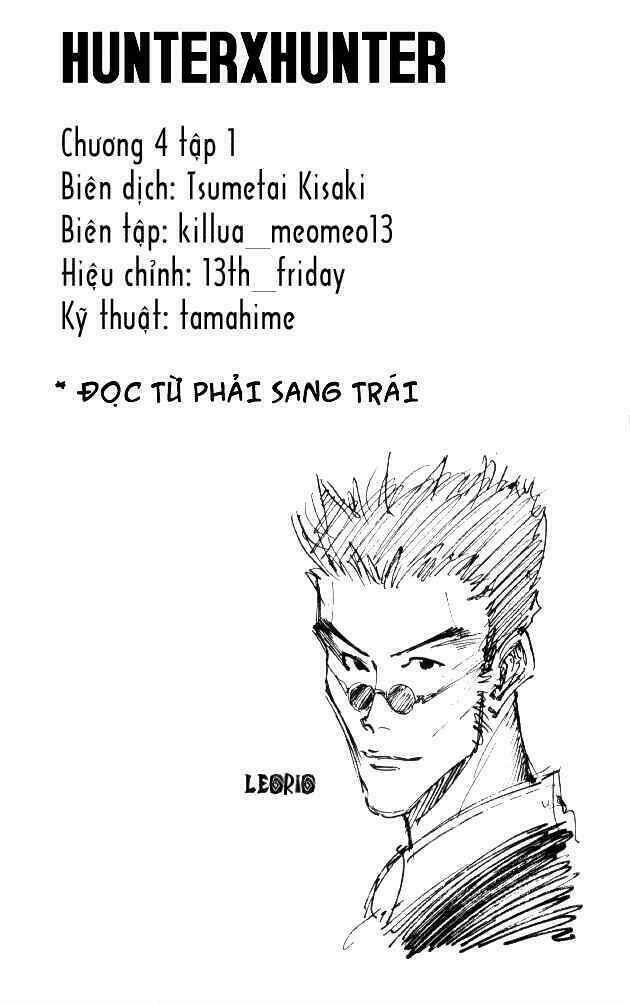 HUNTERXHUNTER
Chương 4 tập 1
Biên dịch: Tsumetai Kisaki
Biên tập: killua_meomeo13
Hiệu chỉnh: 13th_friday
Kỹ thuật: tamahime
* ĐỌC TỪ PHẢI SANG TRÁI
LEORIO